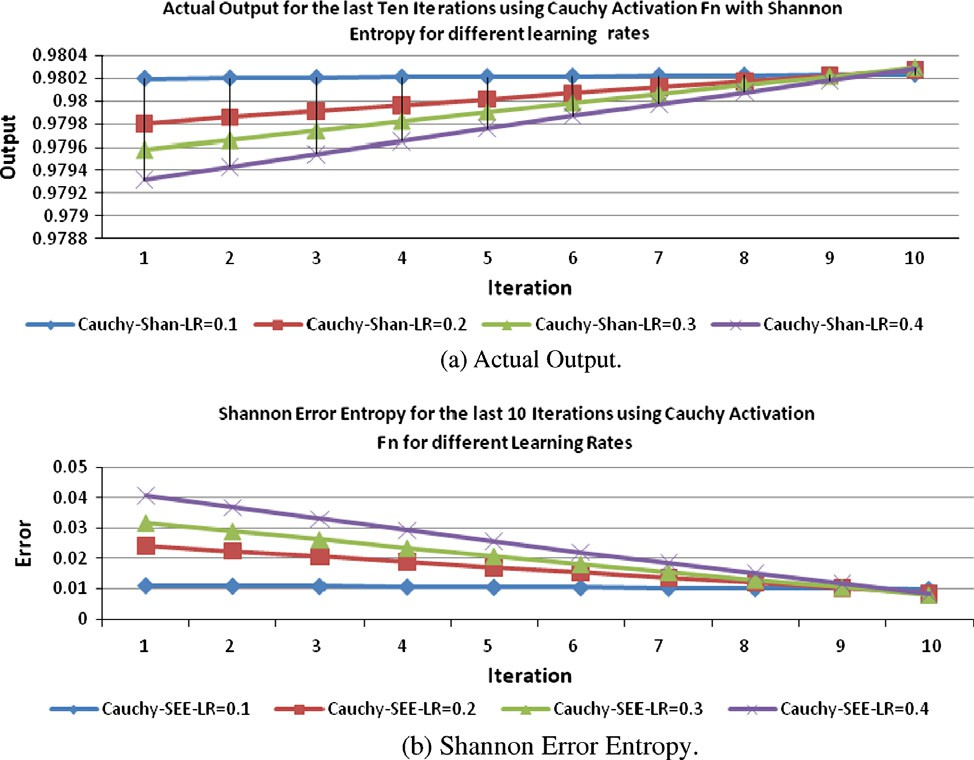 Actual Output for the last Ten Iterations using Cauchy Activation Fn with Shannon
Entropy for different learning rates
0.9804
0.9802
0.98
0.9798
0.9796
0.9794
0.9792
0.979
0.9788
Output
1 2 3 4 5 6 7 8 9 10
Iteration
Cauchy-Shan-LR=0.1 Cauchy-Shan-LR=0.2 Cauchy-Shan-LR=0.3 Cauchy-Shan-LR=0.4
(a) Actual Output.
Shannon Error Entropy for the last 10 Iterations using Cauchy Activation
Fn for different Learning Rates
0.05
0.04
0.03
0.02
0.01
0
Error
1 2 3 4 5 6 7 8 9 10
Iteration
Cauchy-SEE-LR=0.1 Cauchy-SEE-LR=0.2 Cauchy-SEE-LR=0.3 Cauchy-SEE-LR=0.4
(b) Shannon Error Entropy.